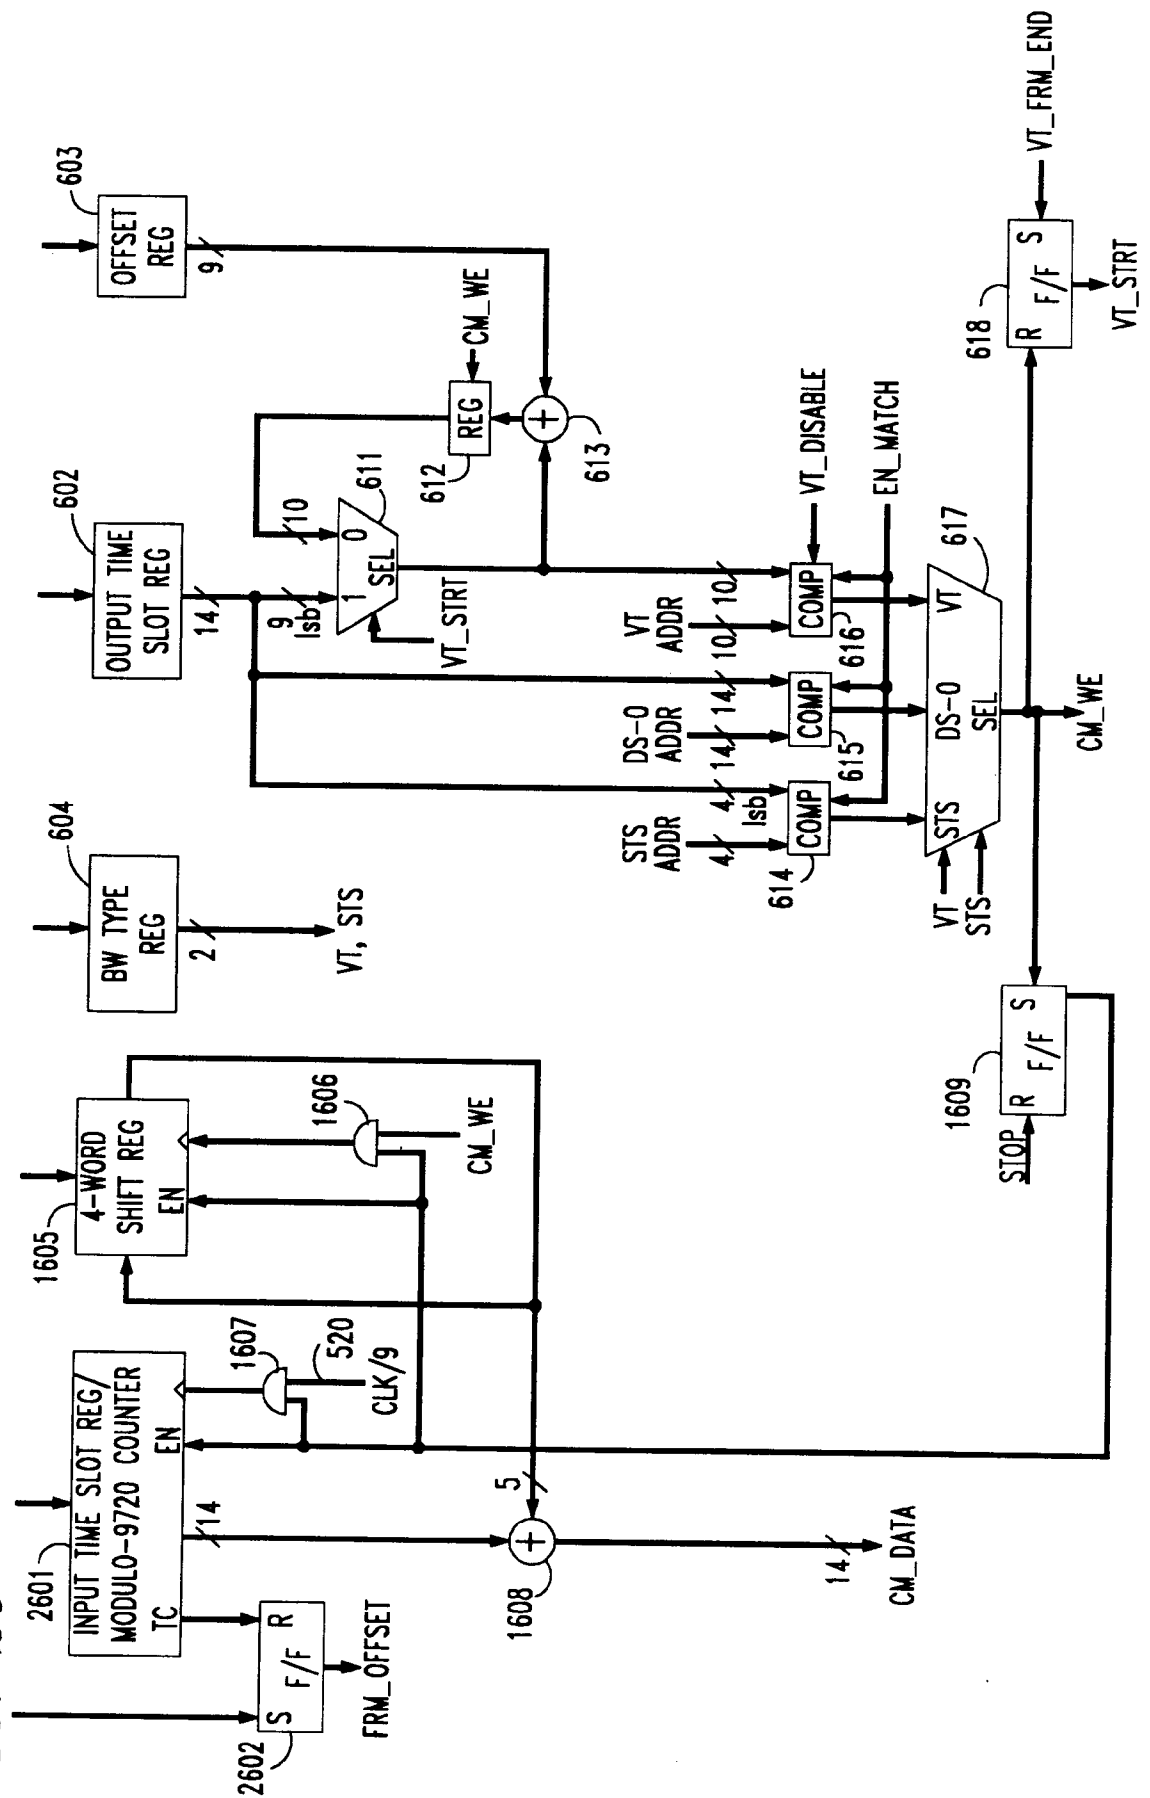 2601
INPUT TIME SLOT REG/
MODULO-9720 COUNTER
TC
EN
14
2602
S
R
F/F
FRM_OFFSET
1607
520
CLK/9
1605
4-WORD
SHIFT REG
EN
1606
CM_WE
5
1608
14
CM_DATA
604
BW TYPE
REG
2
VT, STS
602
OUTPUT TIME
SLOT REG
14
9
lsb
10
1
0
SEL
611
VT_STRT
612
REG
CM_WE
613
603
OFFSET
REG
9
STS
ADDR
4
4
lsb
COMP
614
DS-0
ADDR
14
14
COMP
615
VT
ADDR
10
10
COMP
616
VT_DISABLE
EN_MATCH
STS
DS-0
VT
SEL
617
VT
STS
CM_WE
1609
R
S
F/F
STOP
618
R
S
F/F
VT_FRM_END
VT_STRT